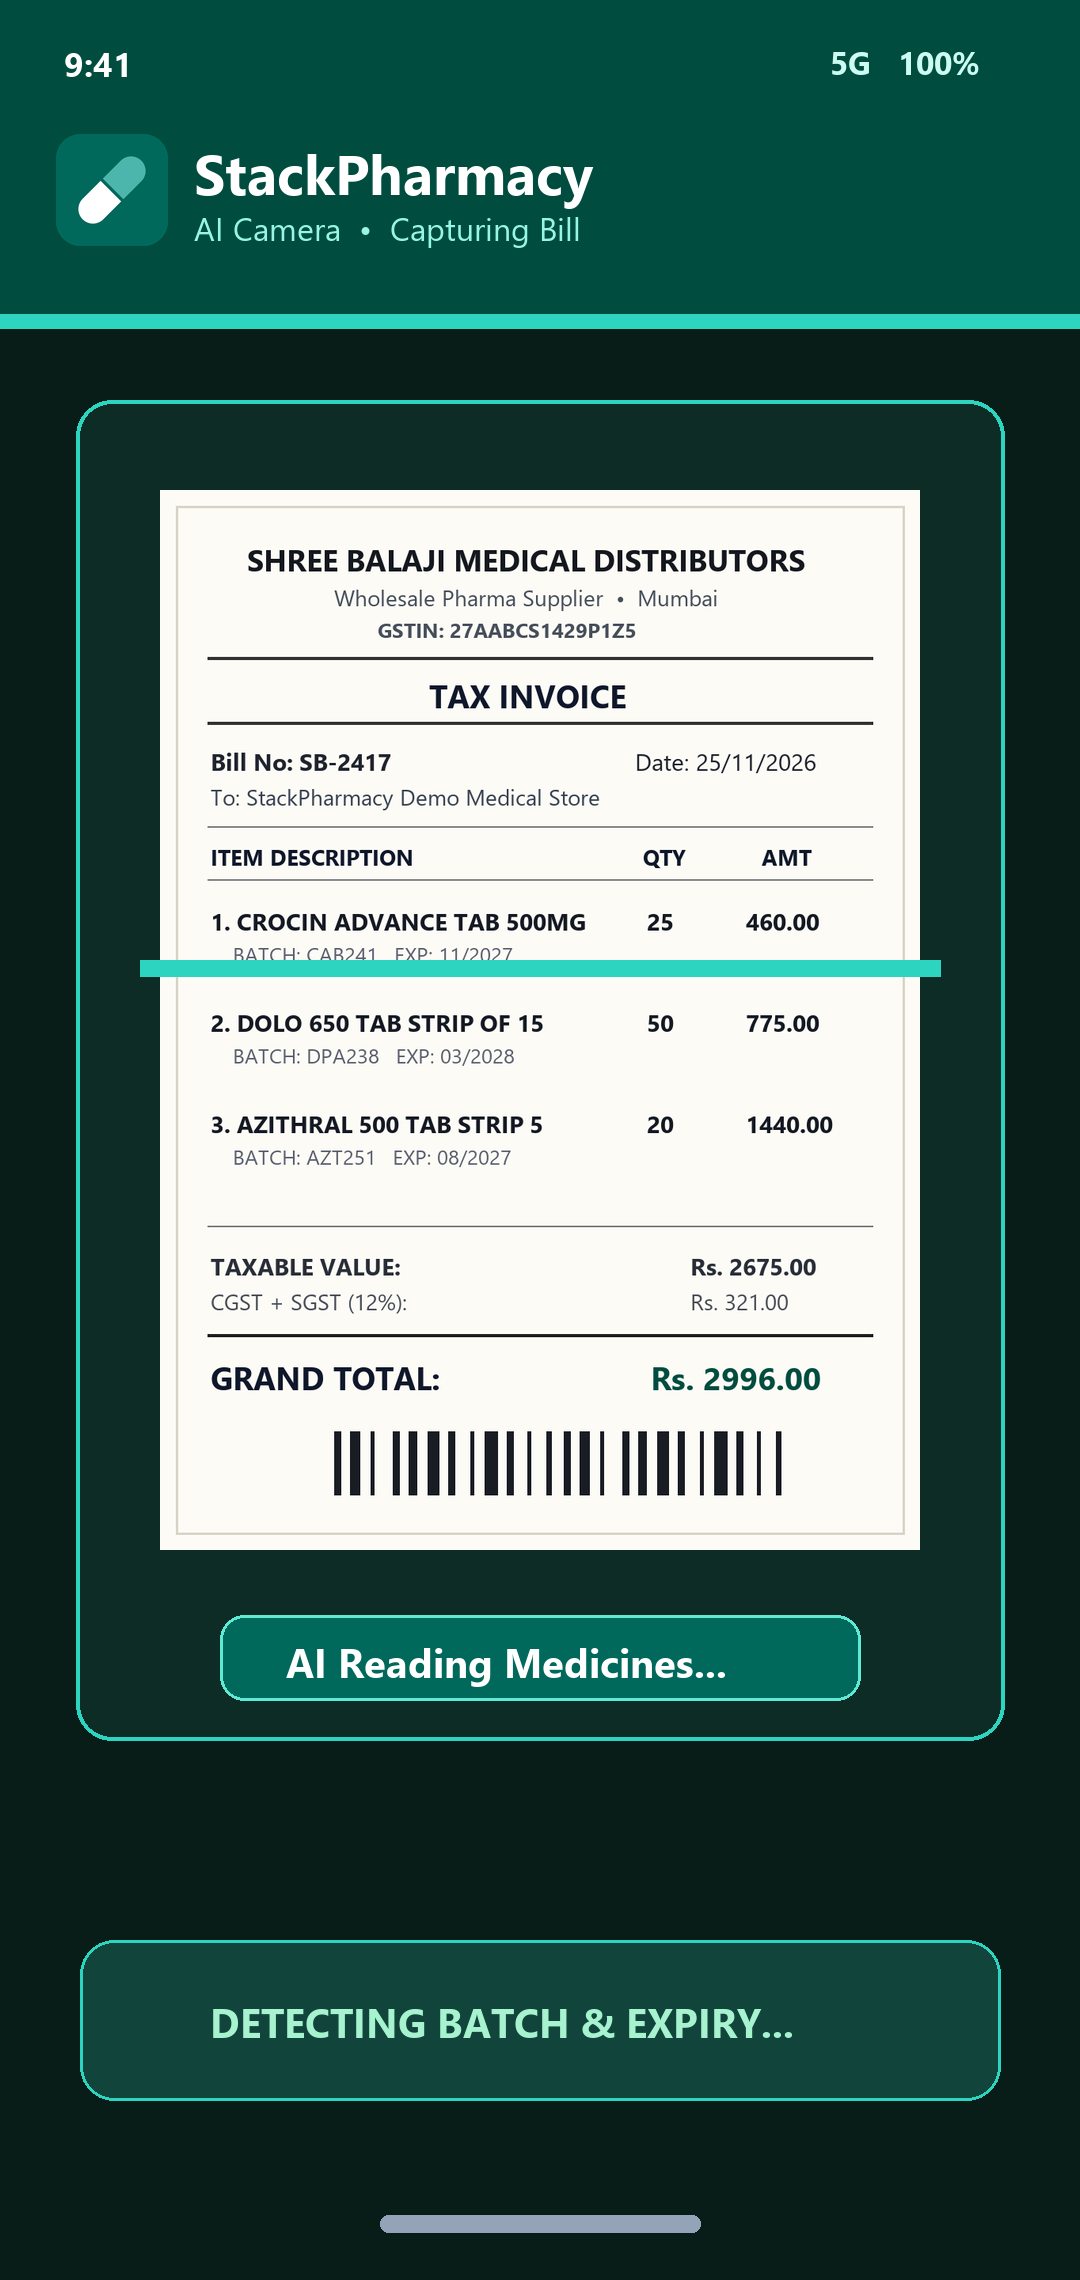 9:41 5G 100%
StackPharmacy
AI Camera • Capturing Bill
SHREE BALAJI MEDICAL DISTRIBUTORS
Wholesale Pharma Supplier • Mumbai
GSTIN: 27AABCS1429P1Z5
TAX INVOICE
Bill No: SB-2417 Date: 25/11/2026
To: StackPharmacy Demo Medical Store
ITEM DESCRIPTION QTY AMT
1. CROCIN ADVANCE TAB 500MG 25 460.00
BATCH: CAB241 EXP: 11/2027
2. DOLO 650 TAB STRIP OF 15 50 775.00
BATCH: DPA238 EXP: 03/2028
3. AZITHRAL 500 TAB STRIP 5 20 1440.00
BATCH: AZT251 EXP: 08/2027
TAXABLE VALUE: Rs. 2675.00
CGST + SGST (12%): Rs. 321.00
GRAND TOTAL: Rs. 2996.00
AI Reading Medicines...
DETECTING BATCH & EXPIRY...